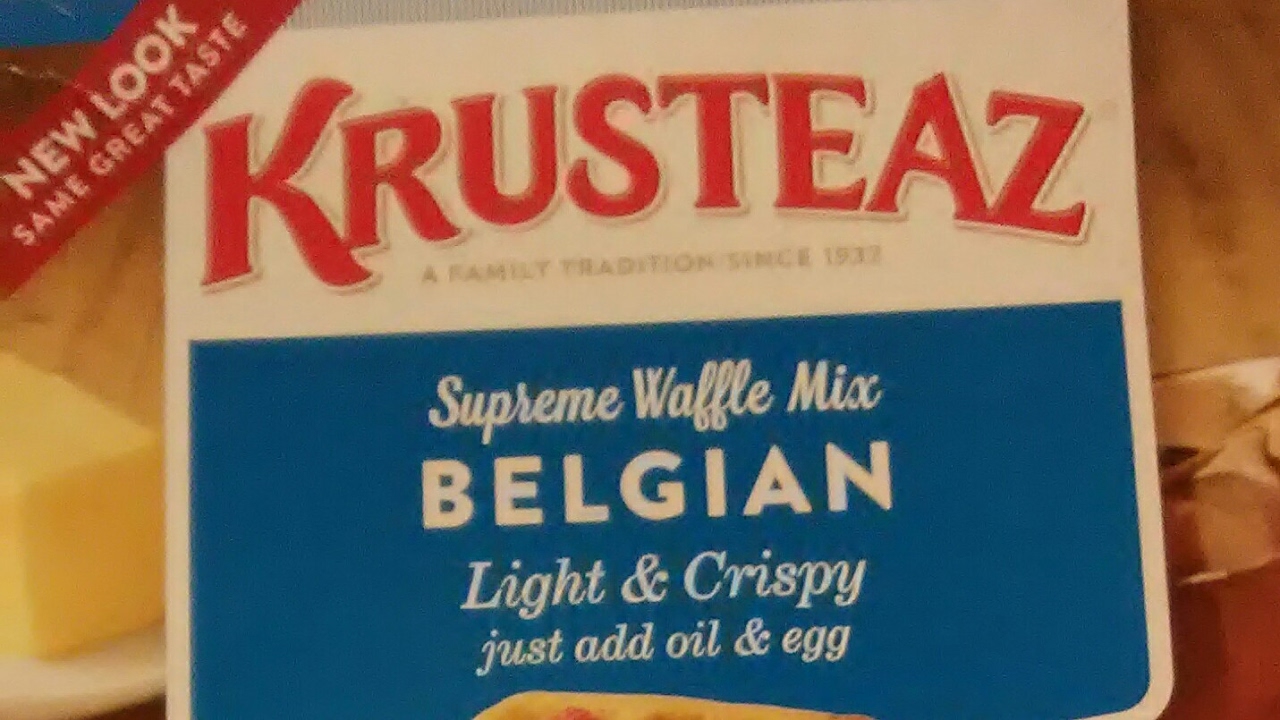 NEW LOOK
SAME GREAT TASTE
KRUSTEAZ
A FAMILY TRADITION SINCE 1932
Supreme Waffle Mix
BELGIAN
Light & Crispy
just add oil & egg